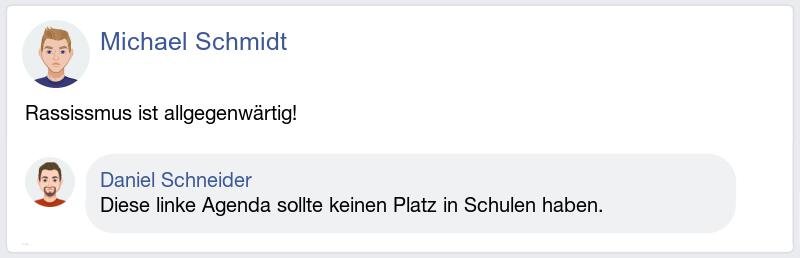 Michael Schmidt
Rassissmus ist allgegenwärtig!
Daniel Schneider
Diese linke Agenda sollte keinen Platz in Schulen haben.